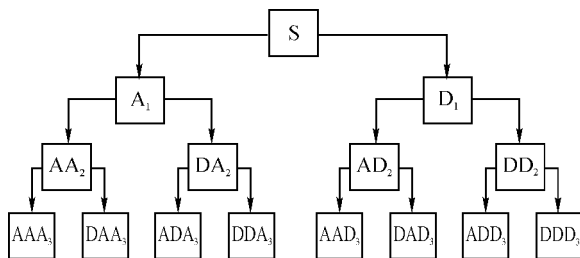 S
A₁ D₁
AA₂ DA₂ AD₂ DD₂
AAA₃ DAA₃ ADA₃ DDA₃ AAD₃ DAD₃ ADD₃ DDD₃